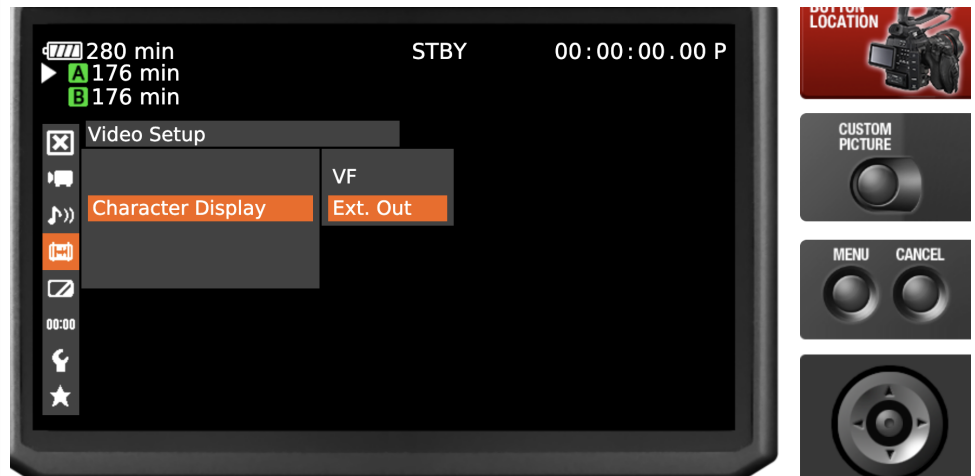 280 min
STBY
00:00:00.00 P
A 176 min
B 176 min
Video Setup
VF
Character Display
Ext. Out
00:00
BUTTON
LOCATION
CUSTOM
PICTURE
MENU
CANCEL